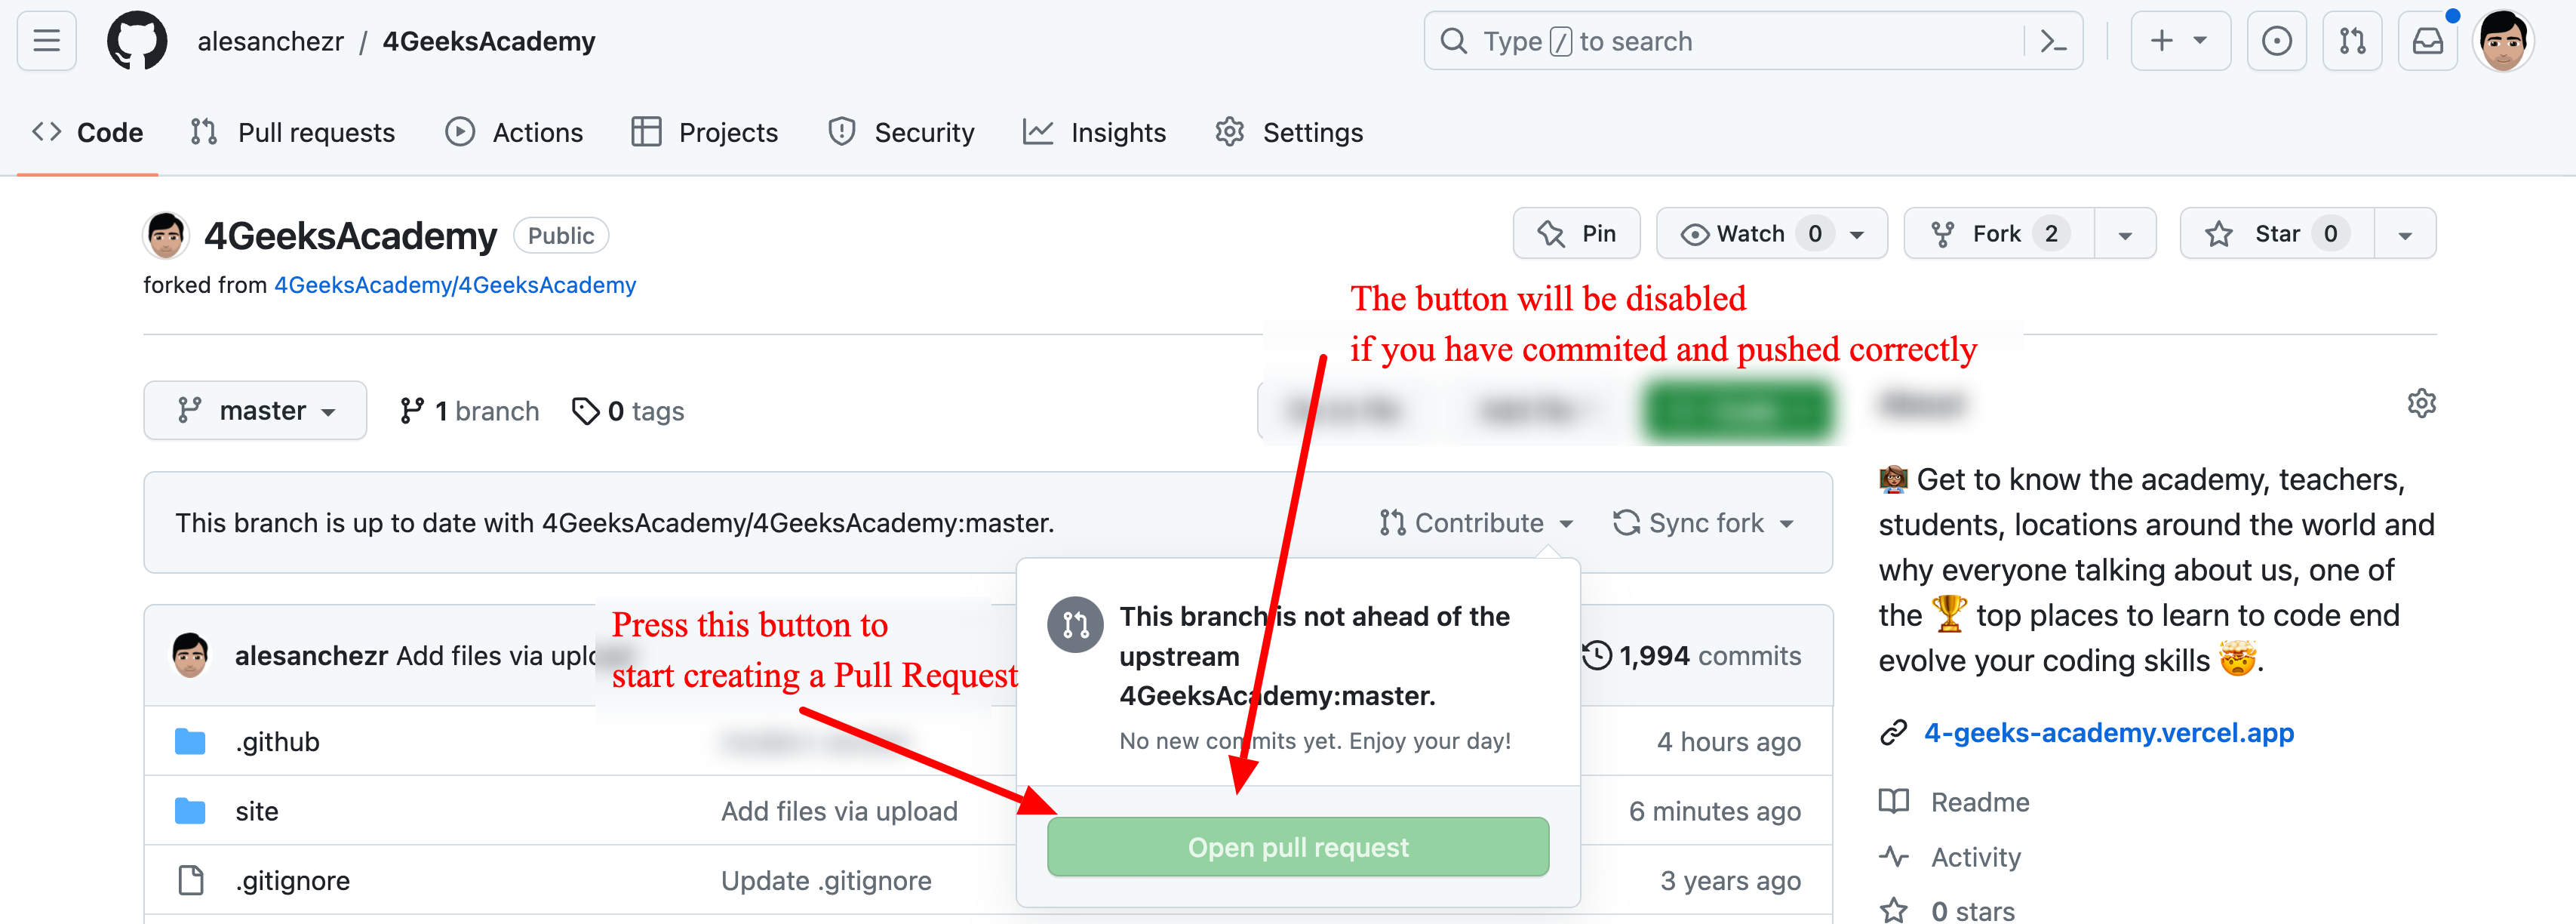 alesanchezr / 4GeeksAcademy
Type / to search
Code Pull requests Actions Projects Security Insights Settings
4GeeksAcademy Public
Pin Watch 0 Fork 2 Star 0
forked from 4GeeksAcademy/4GeeksAcademy
The button will be disabled
if you have commited and pushed correctly
master 1 branch 0 tags
This branch is up to date with 4GeeksAcademy/4GeeksAcademy:master.
Contribute Sync fork
Press this button to
start creating a Pull Request
This branch is not ahead of the
upstream
4GeeksAcademy:master.
No new commits yet. Enjoy your day!
Open pull request
alesanchezr Add files via
1,994 commits
.github 4 hours ago
site Add files via upload 6 minutes ago
.gitignore Update .gitignore 3 years ago
Get to know the academy, teachers,
students, locations around the world and
why everyone talking about us, one of
the 🏆 top places to learn to code end
evolve your coding skills 🤯.
4-geeks-academy.vercel.app
Readme
Activity
0 stars